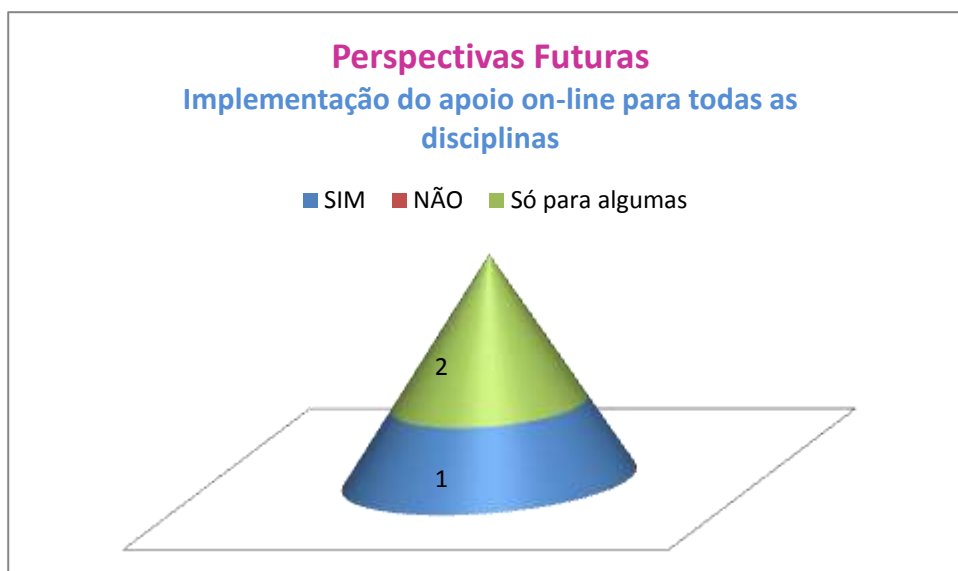 Perspectivas Futuras
Implementação do apoio on-line para todas as
disciplinas
SIM NÃO Só para algumas
2
1